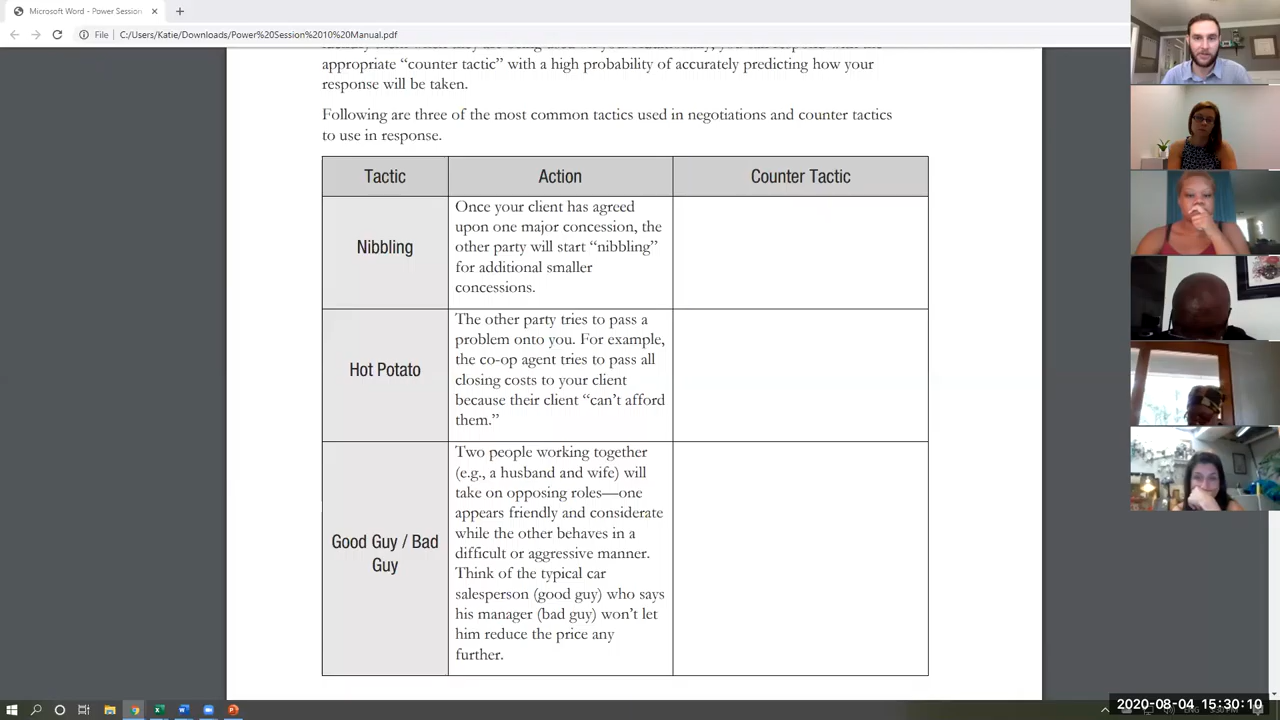 Microsoft Word - Power Session
File
C:/Users/Katie/Downloads/Power%20Session%2010%20Manual.pdf
appropriate “counter tactic” with a high probability of accurately predicting how your
response will be taken.
Following are three of the most common tactics used in negotiations and counter tactics
to use in response.
Tactic
Action
Counter Tactic
Nibbling
Once your client has agreed
upon one major concession, the
other party will start “nibbling”
for additional smaller
concessions.
Hot Potato
The other party tries to pass a
problem onto you. For example,
the co-op agent tries to pass all
closing costs to your client
because their client “can’t afford
them.”
Good Guy / Bad
Guy
Two people working together
(e.g., a husband and wife) will
take on opposing roles—one
appears friendly and considerate
while the other behaves in a
difficult or aggressive manner.
Think of the typical car
salesperson (good guy) who says
his manager (bad guy) won’t let
him reduce the price any
further.
2020-08-04 15:30:10